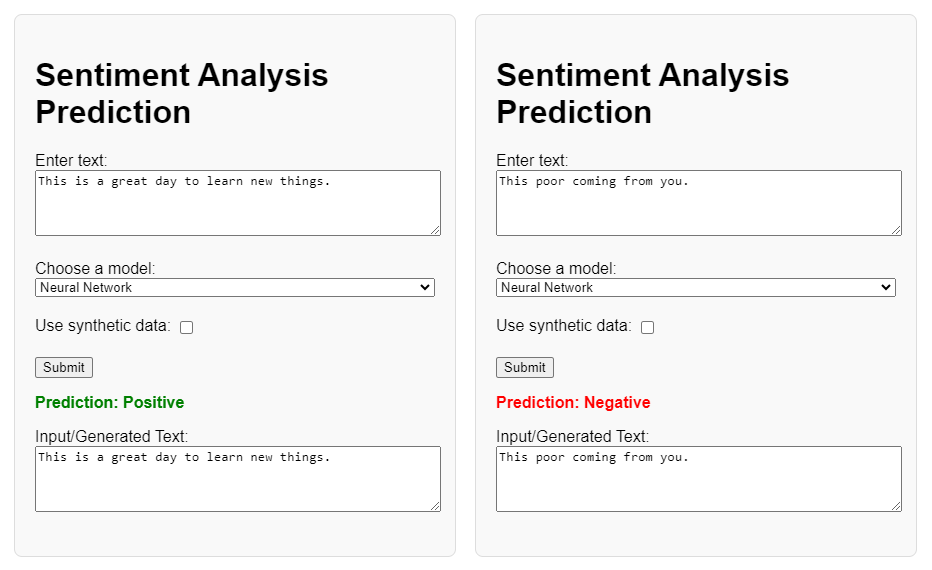 Sentiment Analysis
Prediction
Enter text:
This is a great day to learn new things.
Choose a model:
Neural Network
Use synthetic data:
Submit
Prediction: Positive
Input/Generated Text:
This is a great day to learn new things.
Sentiment Analysis
Prediction
Enter text:
This poor coming from you.
Choose a model:
Neural Network
Use synthetic data:
Submit
Prediction: Negative
Input/Generated Text:
This poor coming from you.